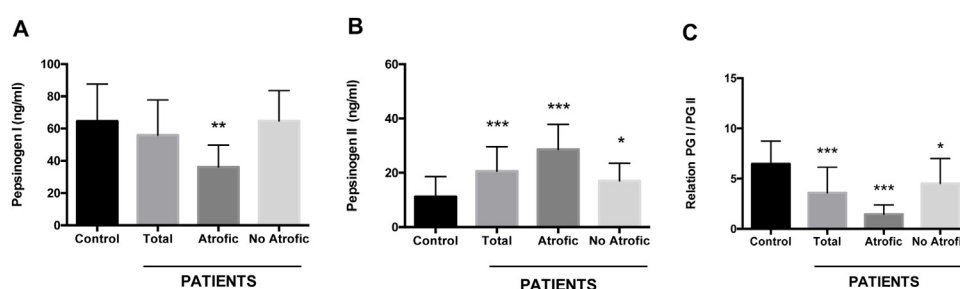 A
Pepsinogen I (ng/ml)
100
80
60
40
20
0
**
Control Total Atrofic No Atrofic
PATIENTS
B
Pepsinogen II (ng/ml)
60
40
20
0
***
***
*
Control Total Atrofic No Atrofic
PATIENTS
C
Relation PG I / PG II
15
10
5
0
***
***
*
Control Total Atrofic No Atrofi
PATIENTS